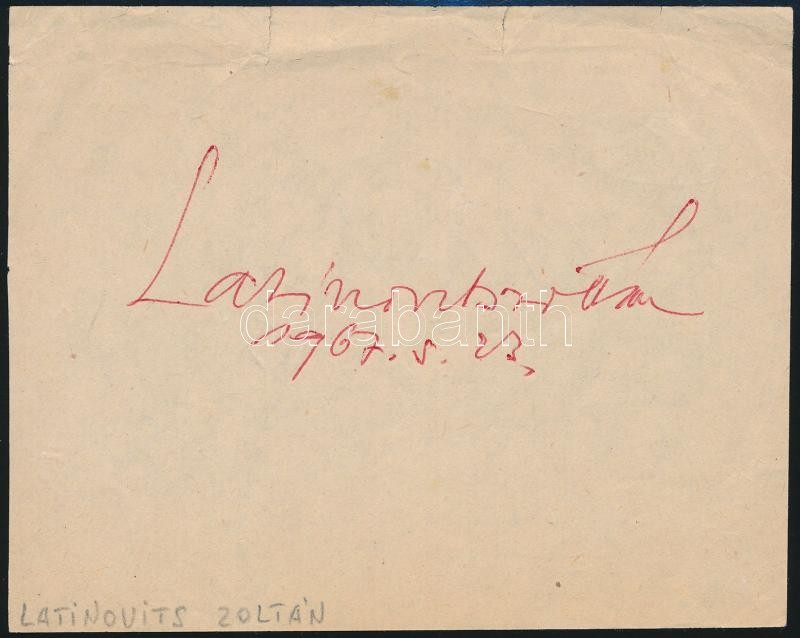 Latinovits Zoltán
1967. 5. 23.
darabanth
LATINOVITS ZOLTÁN